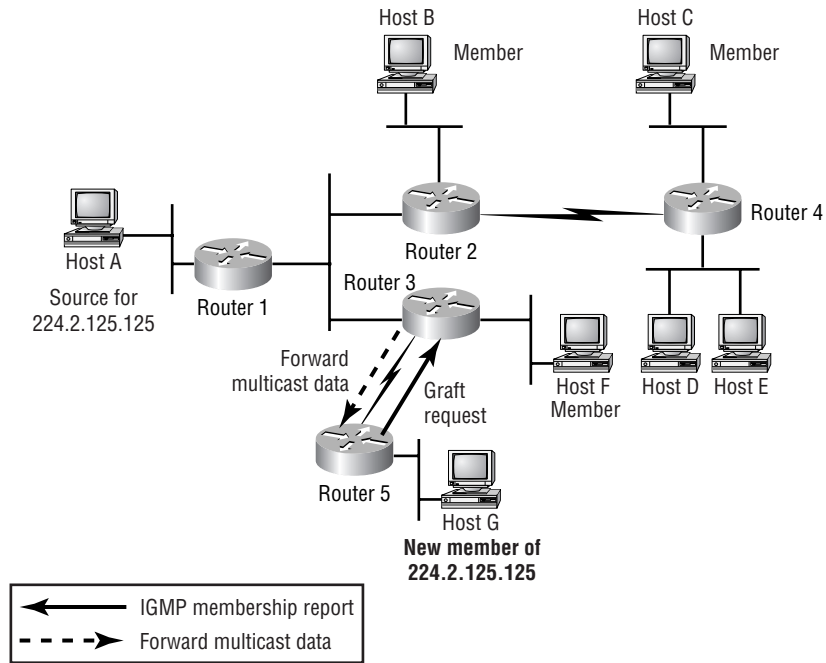 Host B
Member
Host C
Member
Router 4
Router 2
Host A
Source for
224.2.125.125
Router 1
Router 3
Forward
multicast data
Graft
request
Host F
Member
Host D
Host E
Router 5
Host G
New member of
224.2.125.125
IGMP membership report
Forward multicast data